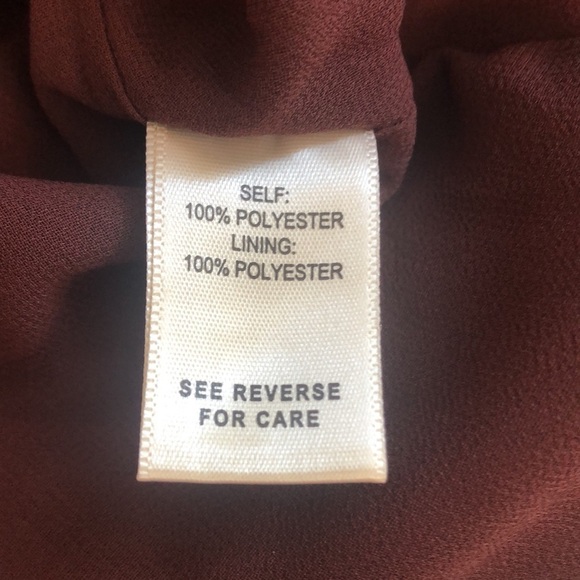 SELF:
100% POLYESTER
LINING:
100% POLYESTER
SEE REVERSE
FOR CARE